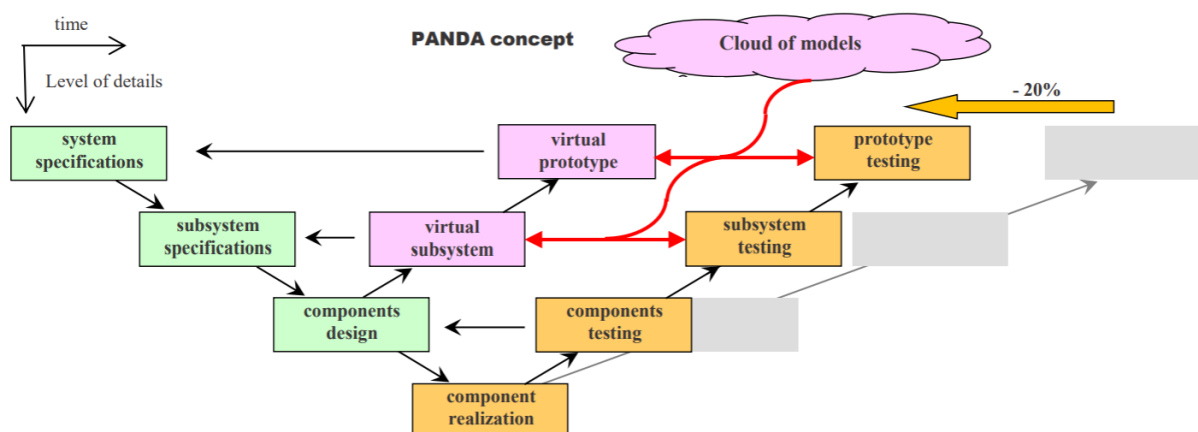 time
PANDA concept
Cloud of models
Level of details
- 20%
system
specifications
virtual
prototype
prototype
testing
subsystem
specifications
virtual
subsystem
subsystem
testing
components
design
components
testing
component
realization